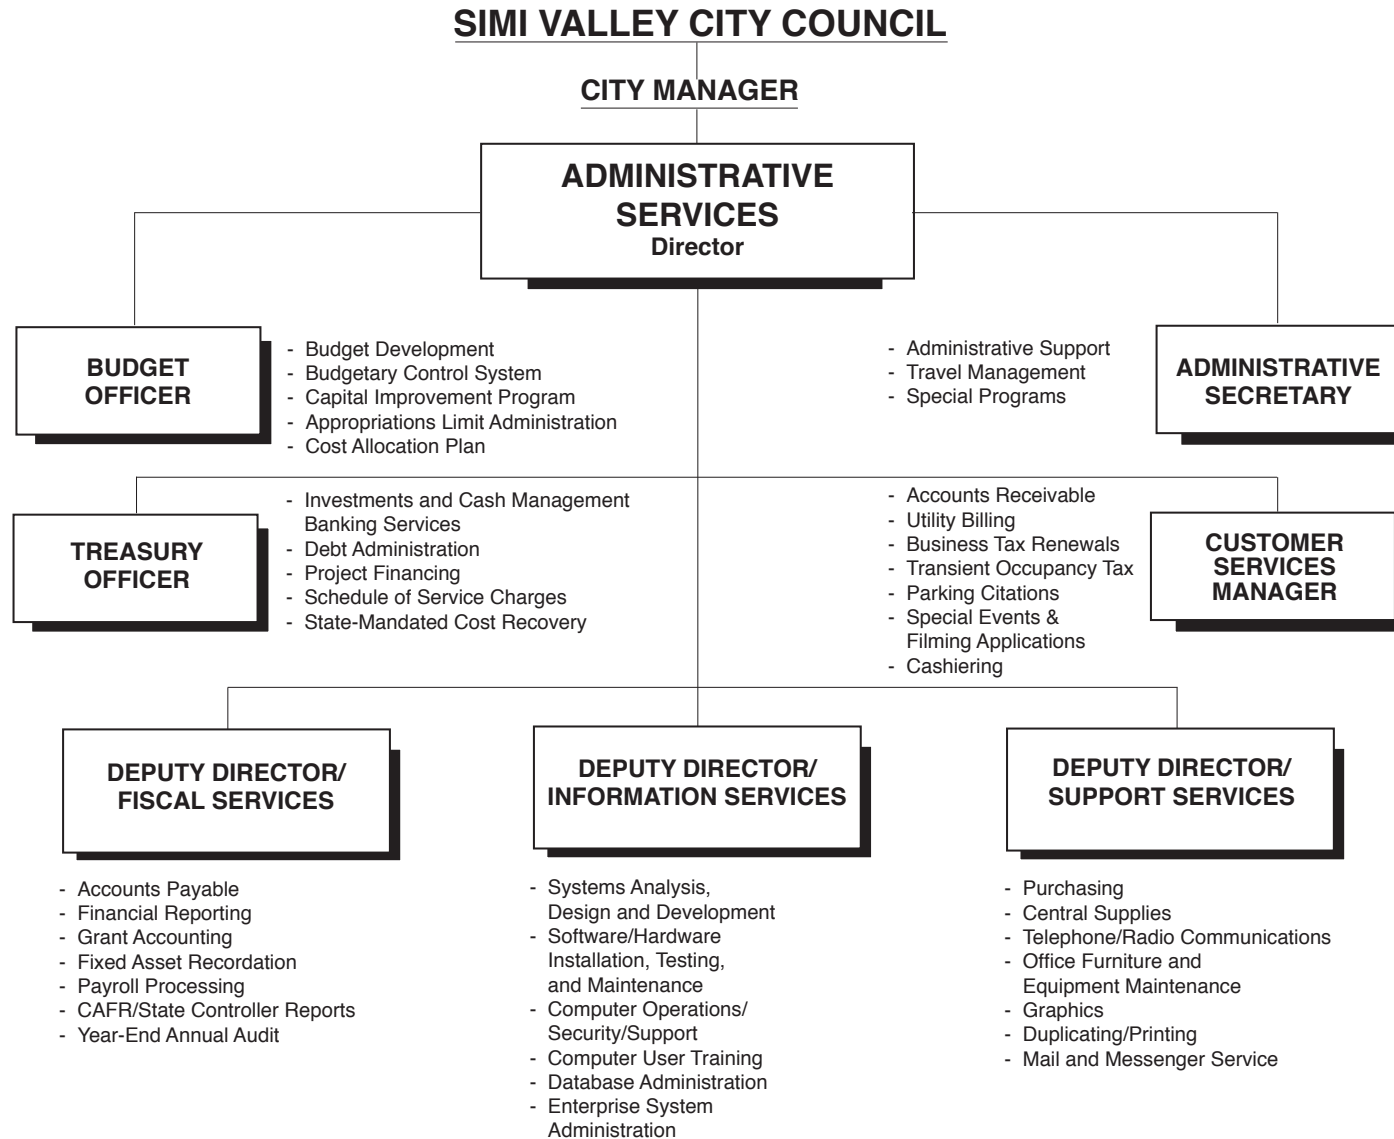 SIMI VALLEY CITY COUNCIL
CITY MANAGER
ADMINISTRATIVE
SERVICES
Director
BUDGET
OFFICER
- Budget Development
- Budgetary Control System
- Capital Improvement Program
- Appropriations Limit Administration
- Cost Allocation Plan
- Administrative Support
- Travel Management
- Special Programs
ADMINISTRATIVE
SECRETARY
TREASURY
OFFICER
- Investments and Cash Management
Banking Services
- Debt Administration
- Project Financing
- Schedule of Service Charges
- State-Mandated Cost Recovery
- Accounts Receivable
- Utility Billing
- Business Tax Renewals
- Transient Occupancy Tax
- Parking Citations
- Special Events &
Filming Applications
- Cashiering
CUSTOMER
SERVICES
MANAGER
DEPUTY DIRECTOR/
FISCAL SERVICES
- Accounts Payable
- Financial Reporting
- Grant Accounting
- Fixed Asset Recordation
- Payroll Processing
- CAFR/State Controller Reports
- Year-End Annual Audit
DEPUTY DIRECTOR/
INFORMATION SERVICES
- Systems Analysis,
Design and Development
- Software/Hardware
Installation, Testing,
and Maintenance
- Computer Operations/
Security/Support
- Computer User Training
- Database Administration
- Enterprise System
Administration
DEPUTY DIRECTOR/
SUPPORT SERVICES
- Purchasing
- Central Supplies
- Telephone/Radio Communications
- Office Furniture and
Equipment Maintenance
- Graphics
- Duplicating/Printing
- Mail and Messenger Service